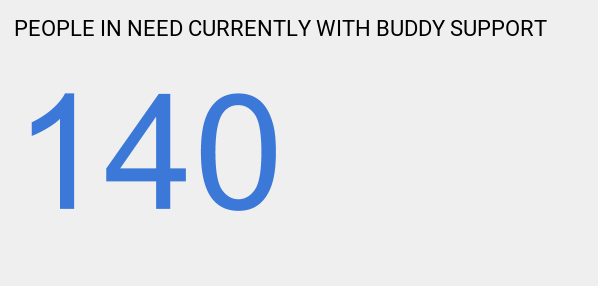 PEOPLE IN NEED CURRENTLY WITH BUDDY SUPPORT
140